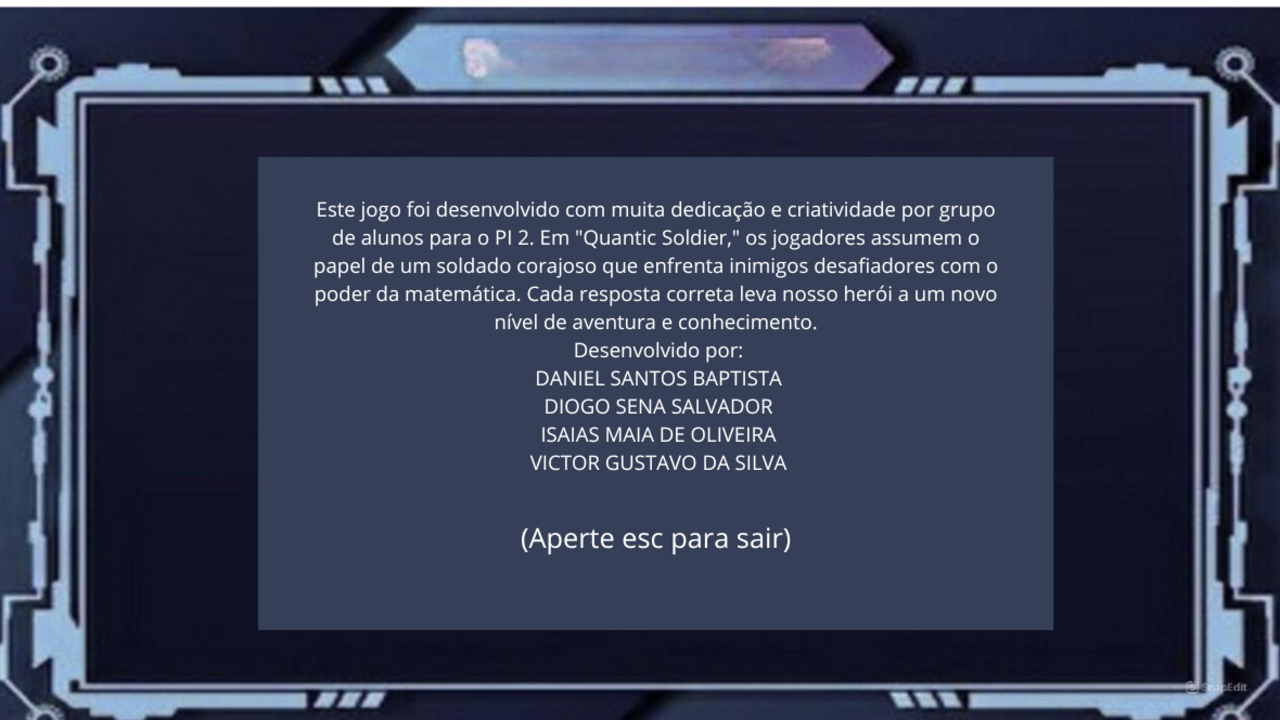 Este jogo foi desenvolvido com muita dedicação e criatividade por grupo
de alunos para o PI 2. Em "Quantic Soldier," os jogadores assumem o
papel de um soldado corajoso que enfrenta inimigos desafiadores com o
poder da matemática. Cada resposta correta leva nosso herói a um novo
nível de aventura e conhecimento.
Desenvolvido por:
DANIEL SANTOS BAPTISTA
DIOGO SENA SALVADOR
ISAIAS MAIA DE OLIVEIRA
VICTOR GUSTAVO DA SILVA
(Aperte esc para sair)
SnapEdit